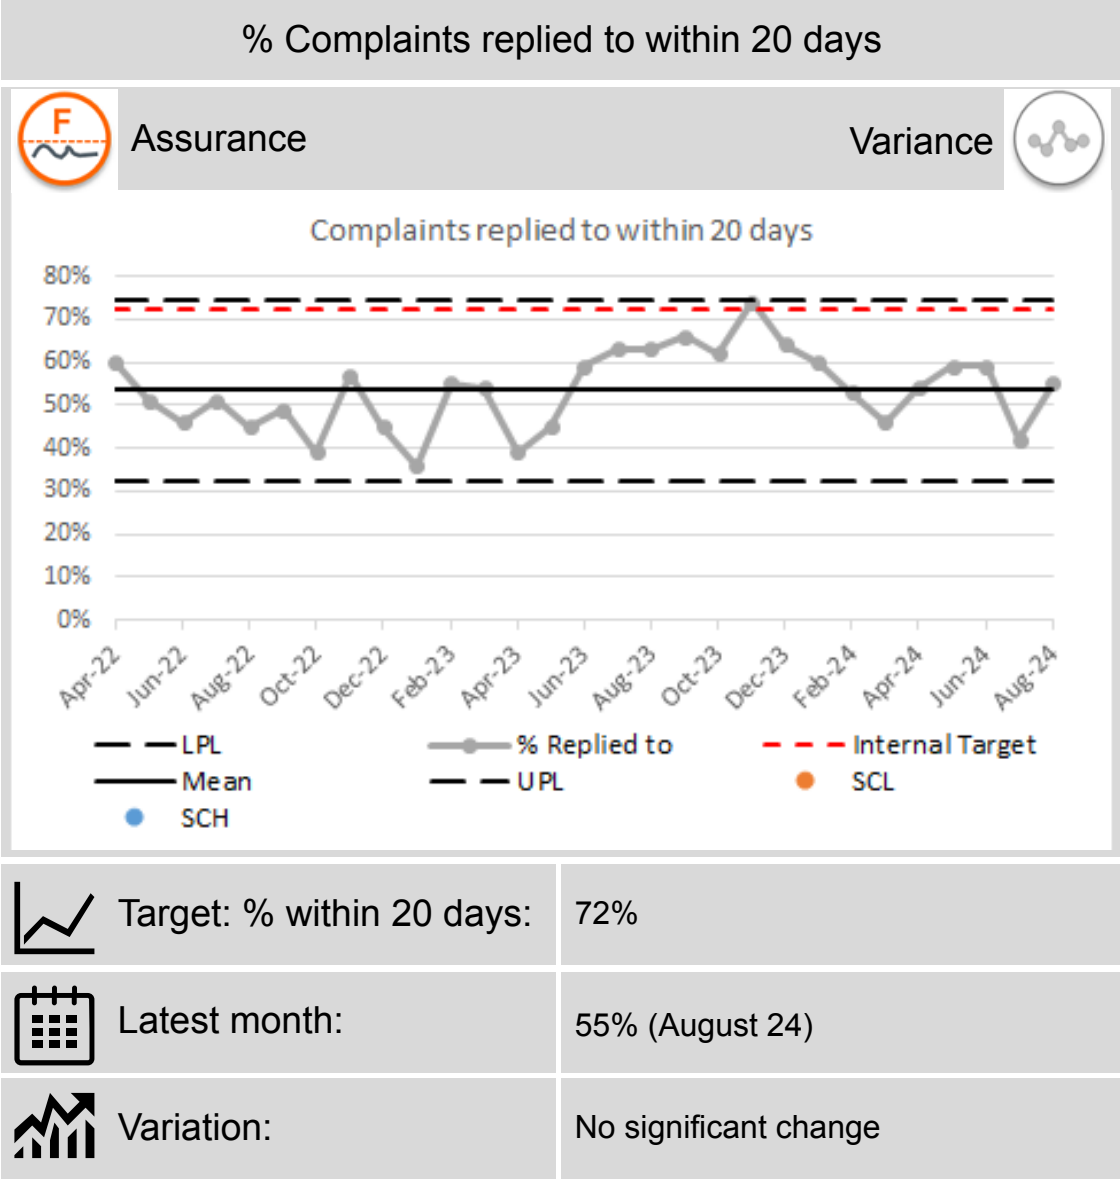 % Complaints replied to within 20 days
F
Assurance
Variance
Complaints replied to within 20 days
80%
70%
60%
50%
40%
30%
20%
10%
0%
Apr-22
Jun-22
Aug-22
Oct-22
Dec-22
Feb-23
Apr-23
Jun-23
Aug-23
Oct-23
Dec-23
Feb-24
Apr-24
Jun-24
Aug-24
LPL % Replied to Internal Target
Mean UPL SCL
SCH
Target: % within 20 days: 72%
Latest month: 55% (August 24)
Variation: No significant change